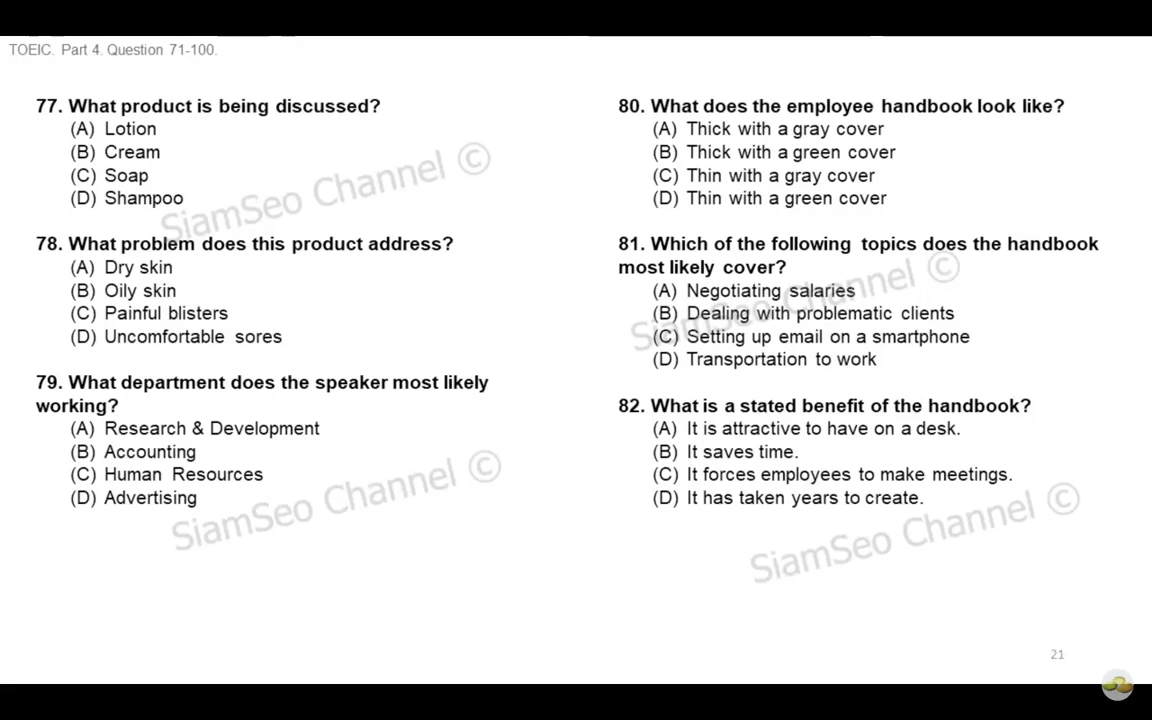 TOEIC. Part 4. Question 71-100.
77. What product is being discussed?
(A) Lotion
(B) Cream
(C) Soap
(D) Shampoo
SiamSeo Channel ©
78. What problem does this product address?
(A) Dry skin
(B) Oily skin
(C) Painful blisters
(D) Uncomfortable sores
79. What department does the speaker most likely
working?
(A) Research & Development
(B) Accounting
(C) Human Resources
(D) Advertising
SiamSeo Channel ©
80. What does the employee handbook look like?
(A) Thick with a gray cover
(B) Thick with a green cover
(C) Thin with a gray cover
(D) Thin with a green cover
81. Which of the following topics does the handbook
most likely cover?
(A) Negotiating salaries
(B) Dealing with problematic clients
(C) Setting up email on a smartphone
(D) Transportation to work
SiamSeo Channel ©
82. What is a stated benefit of the handbook?
(A) It is attractive to have on a desk.
(B) It saves time.
(C) It forces employees to make meetings.
(D) It has taken years to create.
SiamSeo Channel ©
21